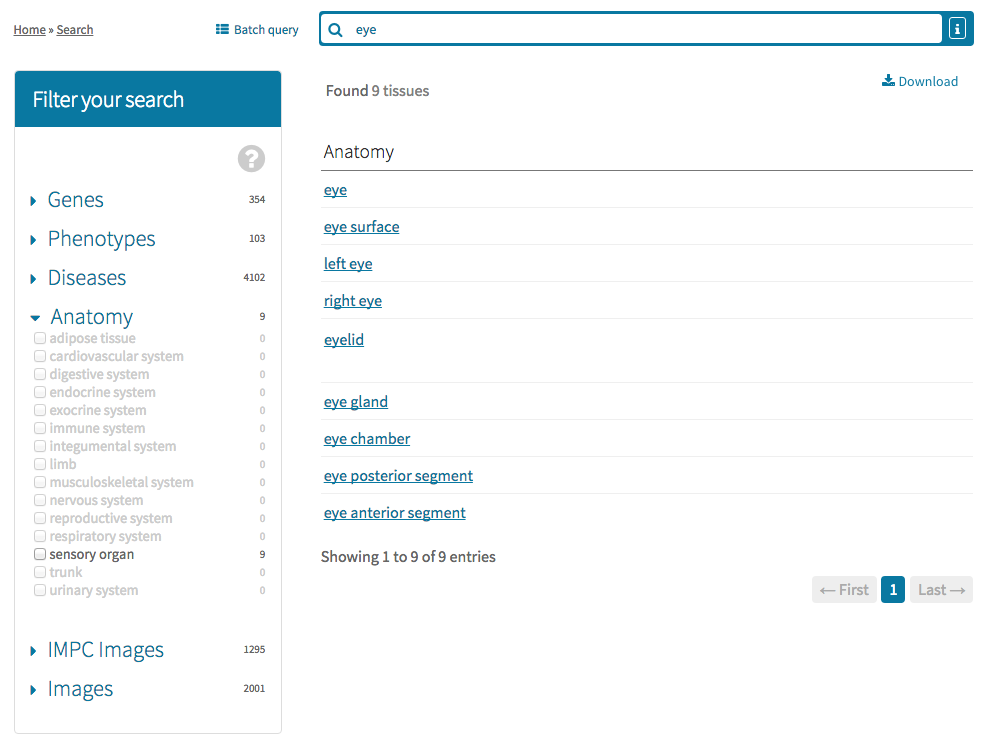 Home » Search
Batch query
eye
i
Filter your search
?
Genes 354
Phenotypes 103
Diseases 4102
Anatomy 9
adipose tissue 0
cardiovascular system 0
digestive system 0
endocrine system 0
exocrine system 0
immune system 0
integumental system 0
limb 0
musculoskeletal system 0
nervous system 0
reproductive system 0
respiratory system 0
sensory organ 9
trunk 0
urinary system 0
IMPC Images 1295
Images 2001
Found 9 tissues
Download
Anatomy
eye
eye surface
left eye
right eye
eyelid
eye gland
eye chamber
eye posterior segment
eye anterior segment
Showing 1 to 9 of 9 entries
← First 1 Last →